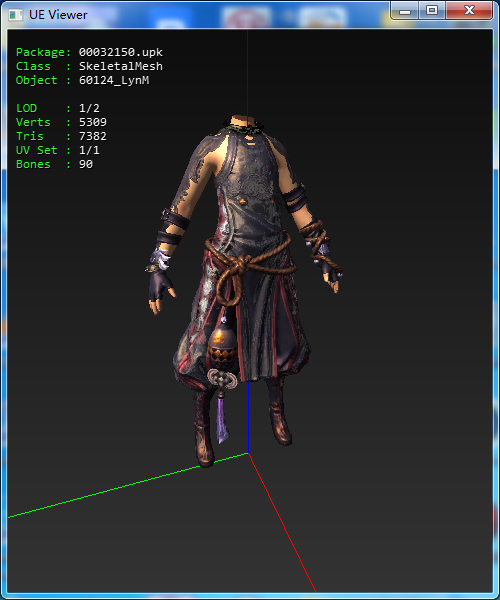 UE Viewer
Package: 00032150.upk
Class : SkeletalMesh
Object : 60124_LynM
LOD : 1/2
Verts : 5309
Tris : 7382
UV Set : 1/1
Bones : 90